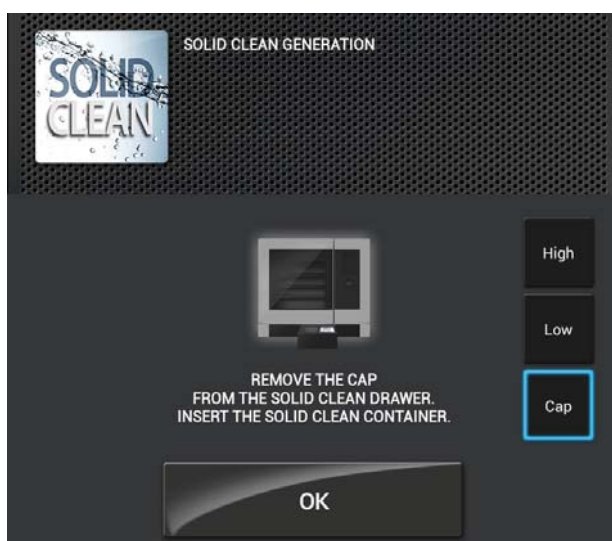 SOLID
CLEAN
SOLID CLEAN GENERATION
High
Low
REMOVE THE CAP
FROM THE SOLID CLEAN DRAWER.
INSERT THE SOLID CLEAN CONTAINER.
Cap
OK